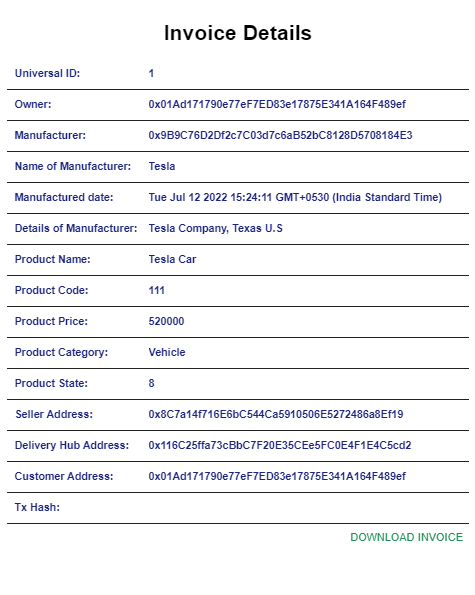 Invoice Details
Universal ID: 1
Owner: 0x01Ad171790e77eF7ED83e17875E341A164F489ef
Manufacturer: 0x9B9C76D2Df2c7C03d7c6aB52bC8128D5708184E3
Name of Manufacturer: Tesla
Manufactured date: Tue Jul 12 2022 15:24:11 GMT+0530 (India Standard Time)
Details of Manufacturer: Tesla Company, Texas U.S
Product Name: Tesla Car
Product Code: 111
Product Price: 520000
Product Category: Vehicle
Product State: 8
Seller Address: 0x8C7a14f716E6bC544Ca5910506E5272486a8Ef19
Delivery Hub Address: 0x116C25ffa73cBbC7F20E35CEe5FC0E4F1E4C5cd2
Customer Address: 0x01Ad171790e77eF7ED83e17875E341A164F489ef
Tx Hash:
DOWNLOAD INVOICE